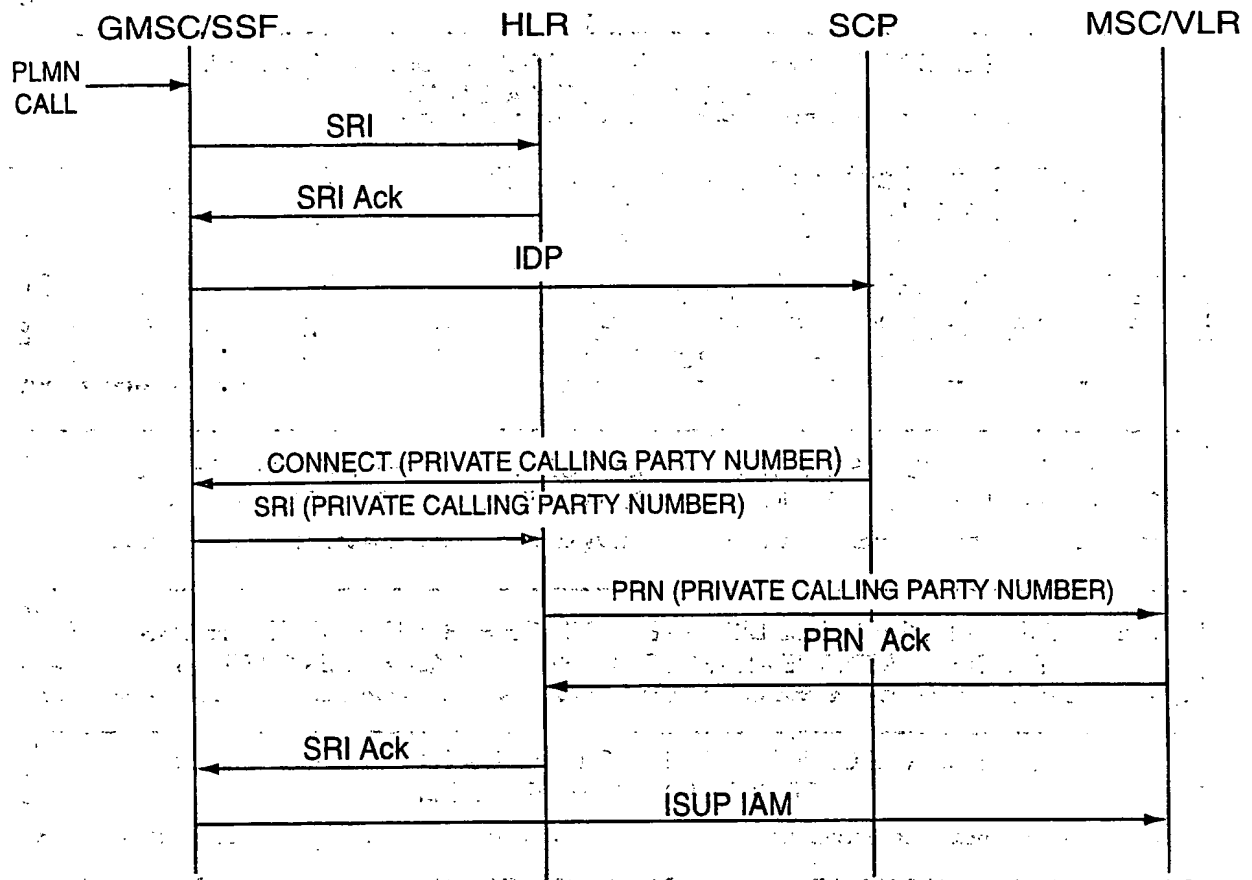 GMSC/SSF HLR SCP MSC/VLR
PLMN
CALL
SRI
SRI Ack
IDP
CONNECT (PRIVATE CALLING PARTY NUMBER)
SRI (PRIVATE CALLING PARTY NUMBER)
PRN (PRIVATE CALLING PARTY NUMBER)
PRN Ack
SRI Ack
ISUP IAM